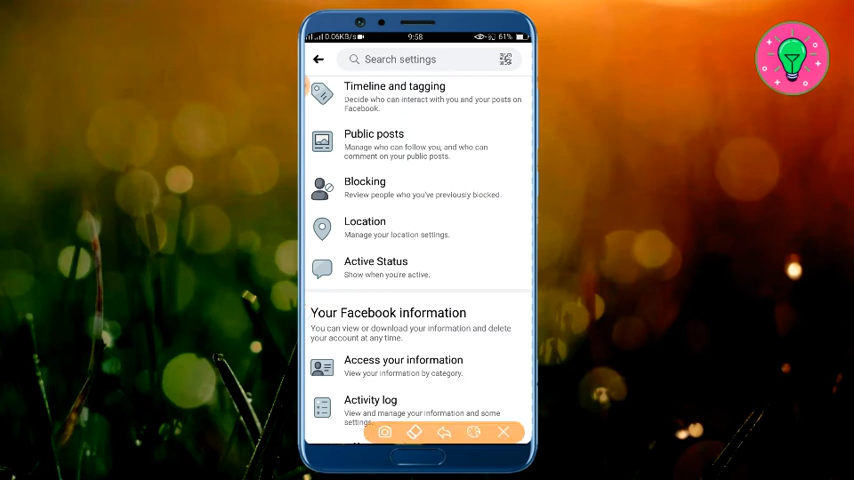 0.06KB/s
9:58
61%
Search settings
Timeline and tagging
Decide who can interact with you and your posts on
Facebook.
Public posts
Manage who can follow you, and who can
comment on your public posts.
Blocking
Review people who you've previously blocked.
Location
Manage your location settings.
Active Status
Show when you're active.
Your Facebook information
You can view or download your information and delete
your account at any time.
Access your information
View your information by category.
Activity log
View and manage your information and some
settings.